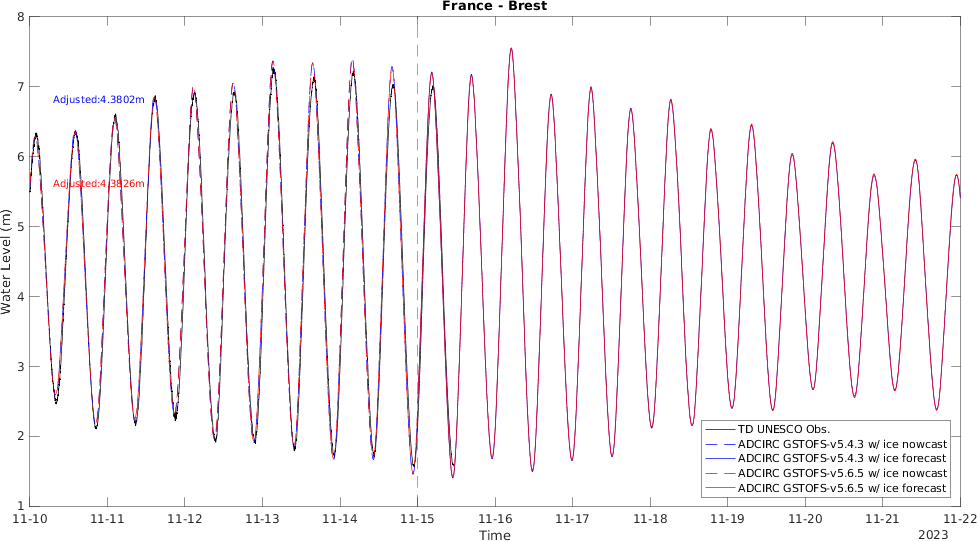 France - Brest
8
7
6
5
4
3
2
1
Water Level (m)
Adjusted:4.3802m
Adjusted:4.3826m
TD UNESCO Obs.
ADCIRC GSTOFS-v5.4.3 w/ ice nowcast
ADCIRC GSTOFS-v5.4.3 w/ ice forecast
ADCIRC GSTOFS-v5.6.5 w/ ice nowcast
ADCIRC GSTOFS-v5.6.5 w/ ice forecast
11-10 11-11 11-12 11-13 11-14 11-15 11-16 11-17 11-18 11-19 11-20 11-21 11-22
Time
2023